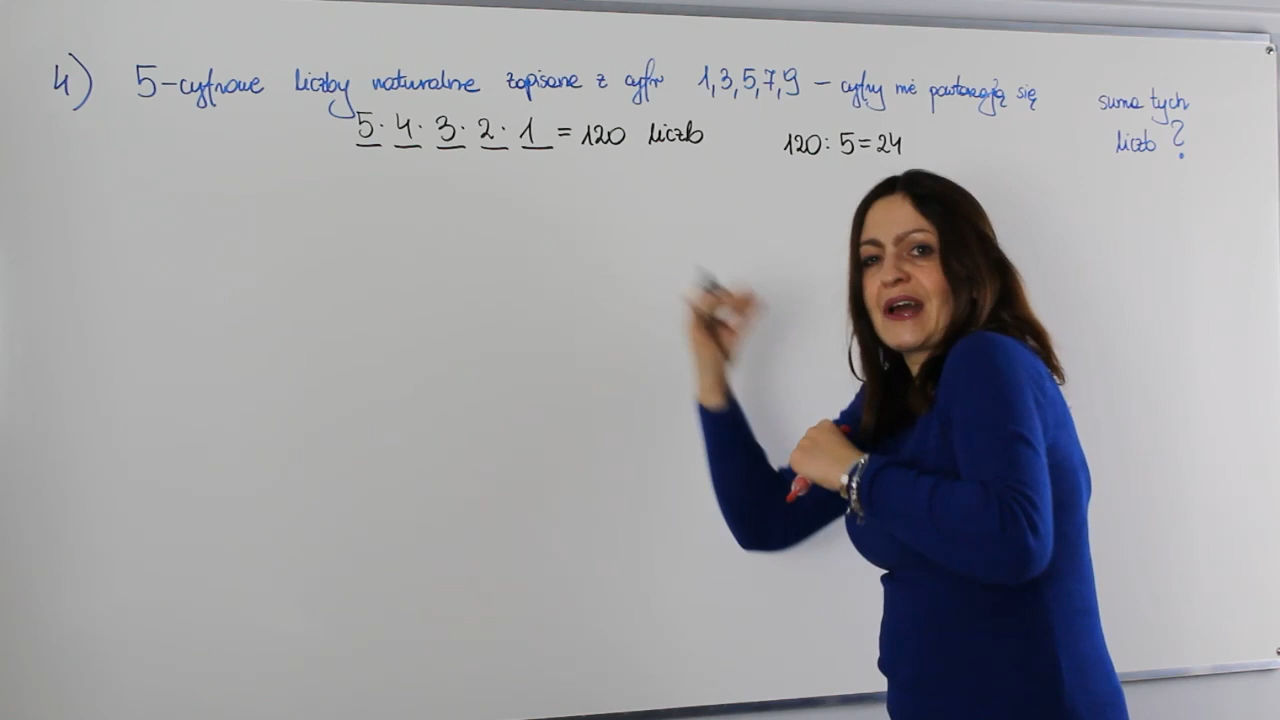 4) 5-cyfrowe liczby naturalne zapisane z cyfr 1,3,5,7,9 – cyfry nie powtarzają się suma tych
5·4·3·2·1 = 120 liczb 120:5=24 liczb ?